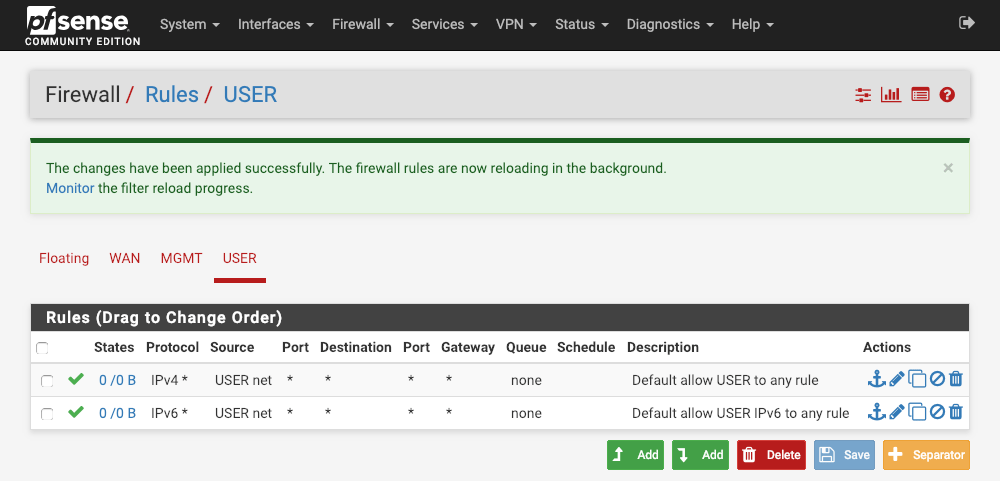 pfsense
COMMUNITY EDITION
System Interfaces Firewall Services VPN Status Diagnostics Help
Firewall / Rules / USER
The changes have been applied successfully. The firewall rules are now reloading in the background.
Monitor the filter reload progress.
×
Floating WAN MGMT USER
Rules (Drag to Change Order)
States Protocol Source Port Destination Port Gateway Queue Schedule Description Actions
0 /0 B IPv4 * USER net * * * * none Default allow USER to any rule
0 /0 B IPv6 * USER net * * * * none Default allow USER IPv6 to any rule
Add Add Delete Save Separator